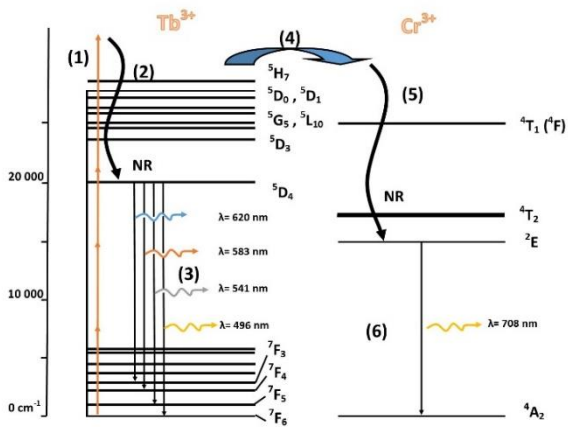 Tb³⁺
Cr³⁺
(1)
(2)
(4)
(5)
⁵H₇
⁵D₀ , ⁵D₁
⁵G₅ , ⁵L₁₀
⁵D₃
⁴T₁ (⁴F)
20 000
NR
⁵D₄
NR
⁴T₂
²E
λ= 620 nm
λ= 583 nm
(3)
λ= 541 nm
λ= 496 nm
10 000
(6)
λ= 708 nm
⁷F₃
⁷F₄
⁷F₅
⁷F₆
0 cm⁻¹
⁴A₂